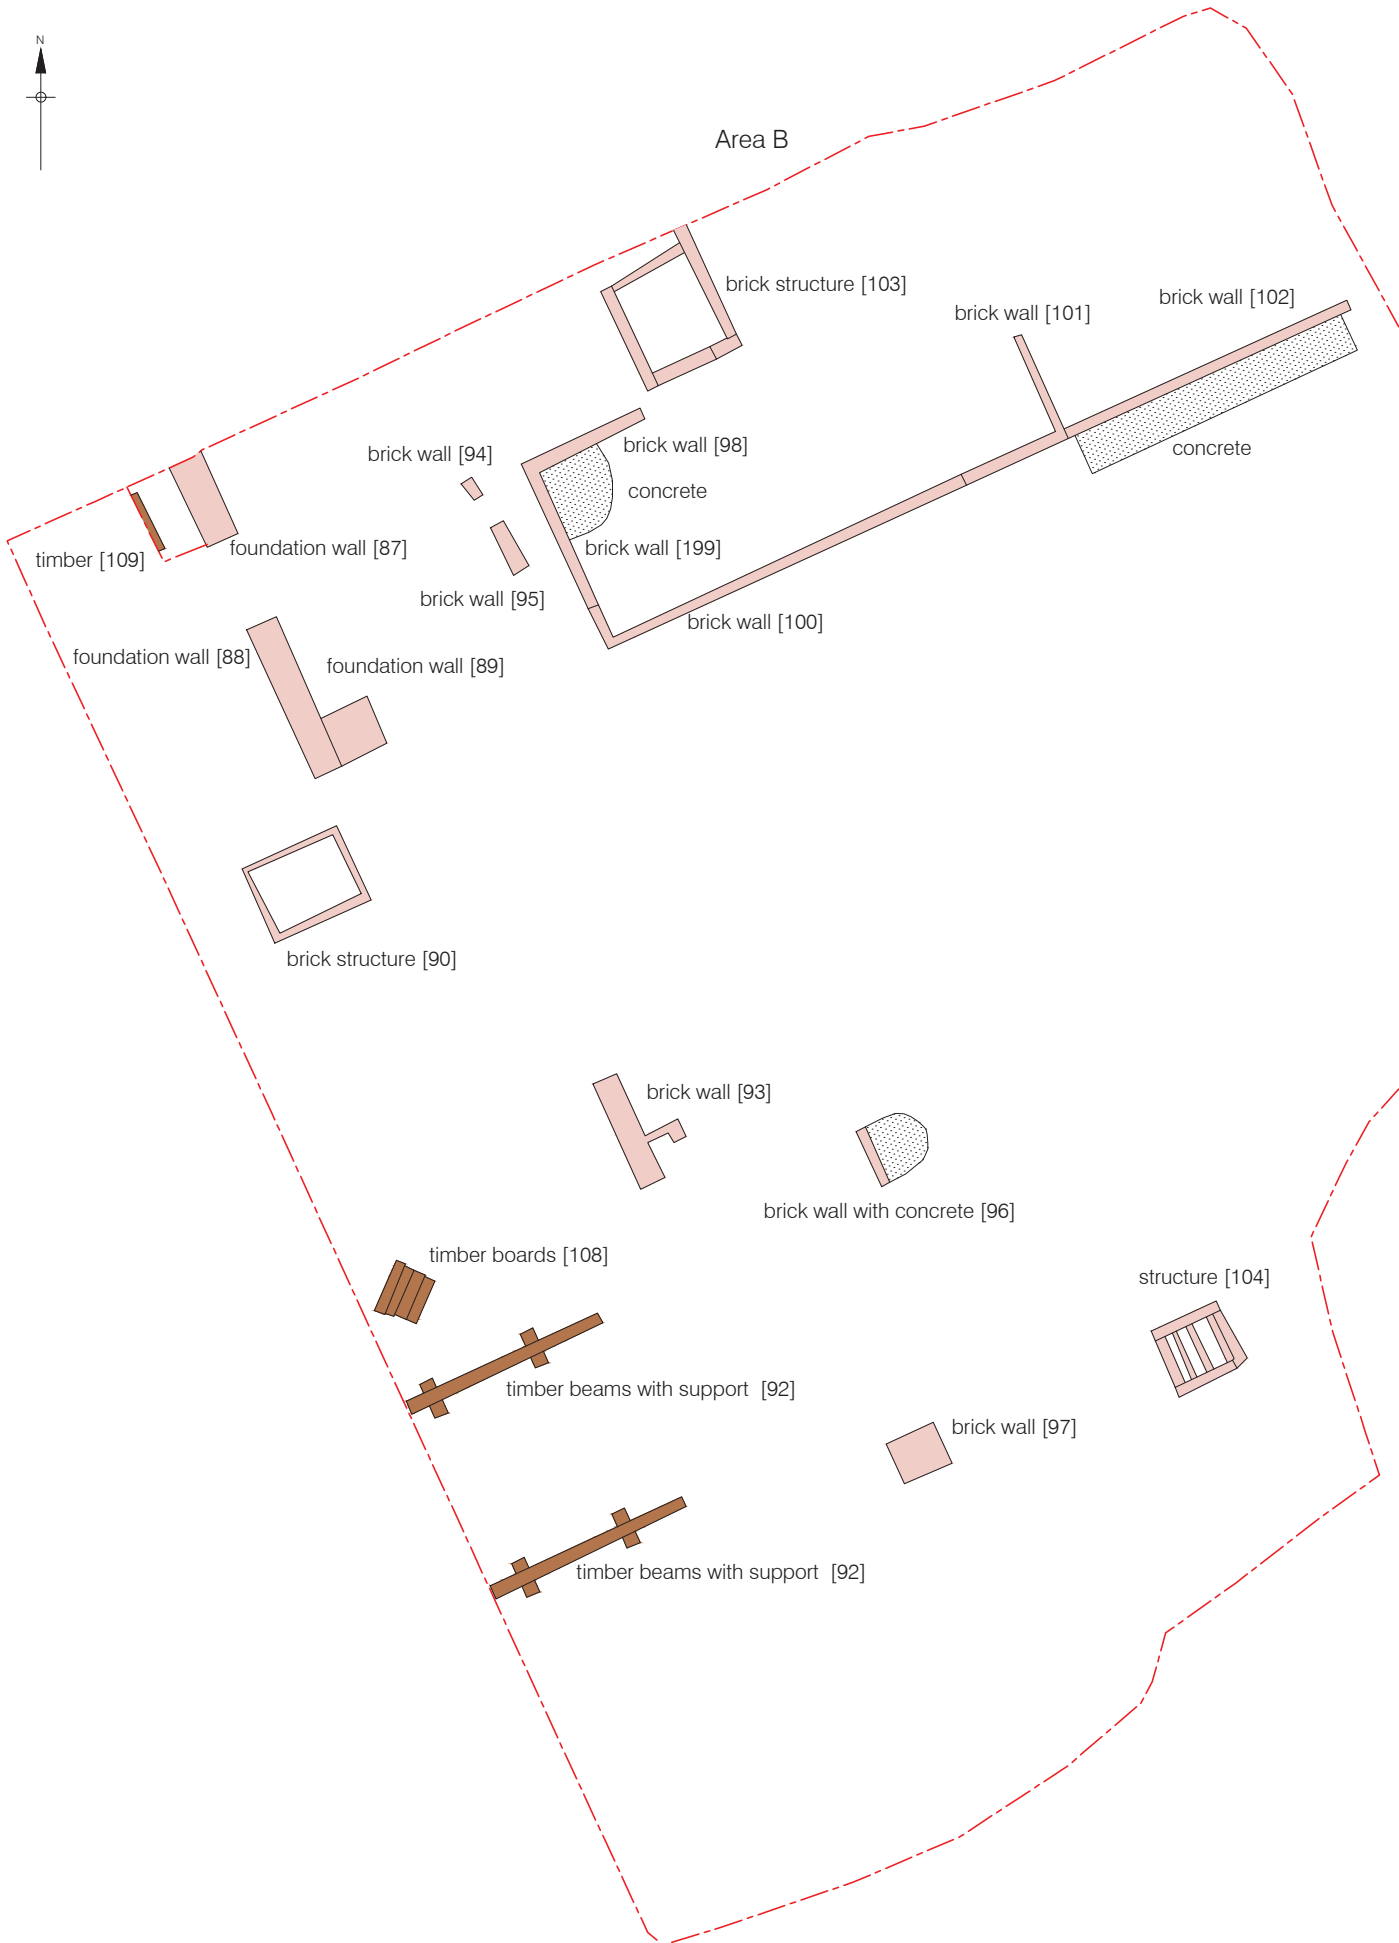 N
Area B
brick structure [103]
brick wall [102]
brick wall [101]
brick wall [98]
concrete
brick wall [94]
concrete
timber [109]
foundation wall [87]
brick wall [199]
brick wall [95]
brick wall [100]
foundation wall [88]
foundation wall [89]
brick structure [90]
brick wall [93]
brick wall with concrete [96]
timber boards [108]
structure [104]
timber beams with support [92]
brick wall [97]
timber beams with support [92]